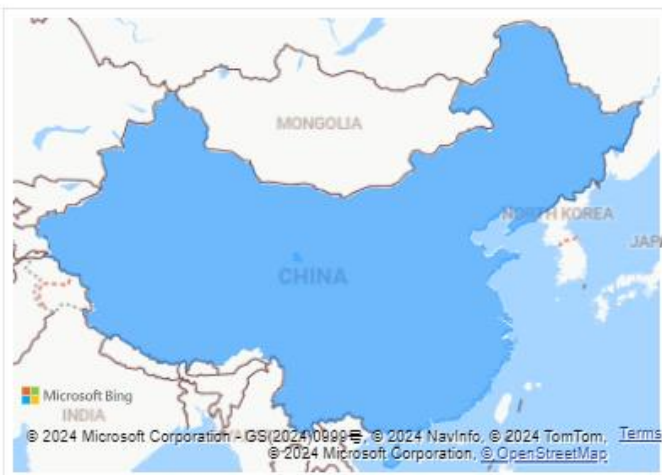 MONGOLIA
NORTH KOREA
JAP
CHINA
Microsoft Bing
INDIA
© 2024 Microsoft Corporation - GS(2024)0999号, © 2024 NavInfo, © 2024 TomTom, Terms
© 2024 Microsoft Corporation, © OpenStreetMap